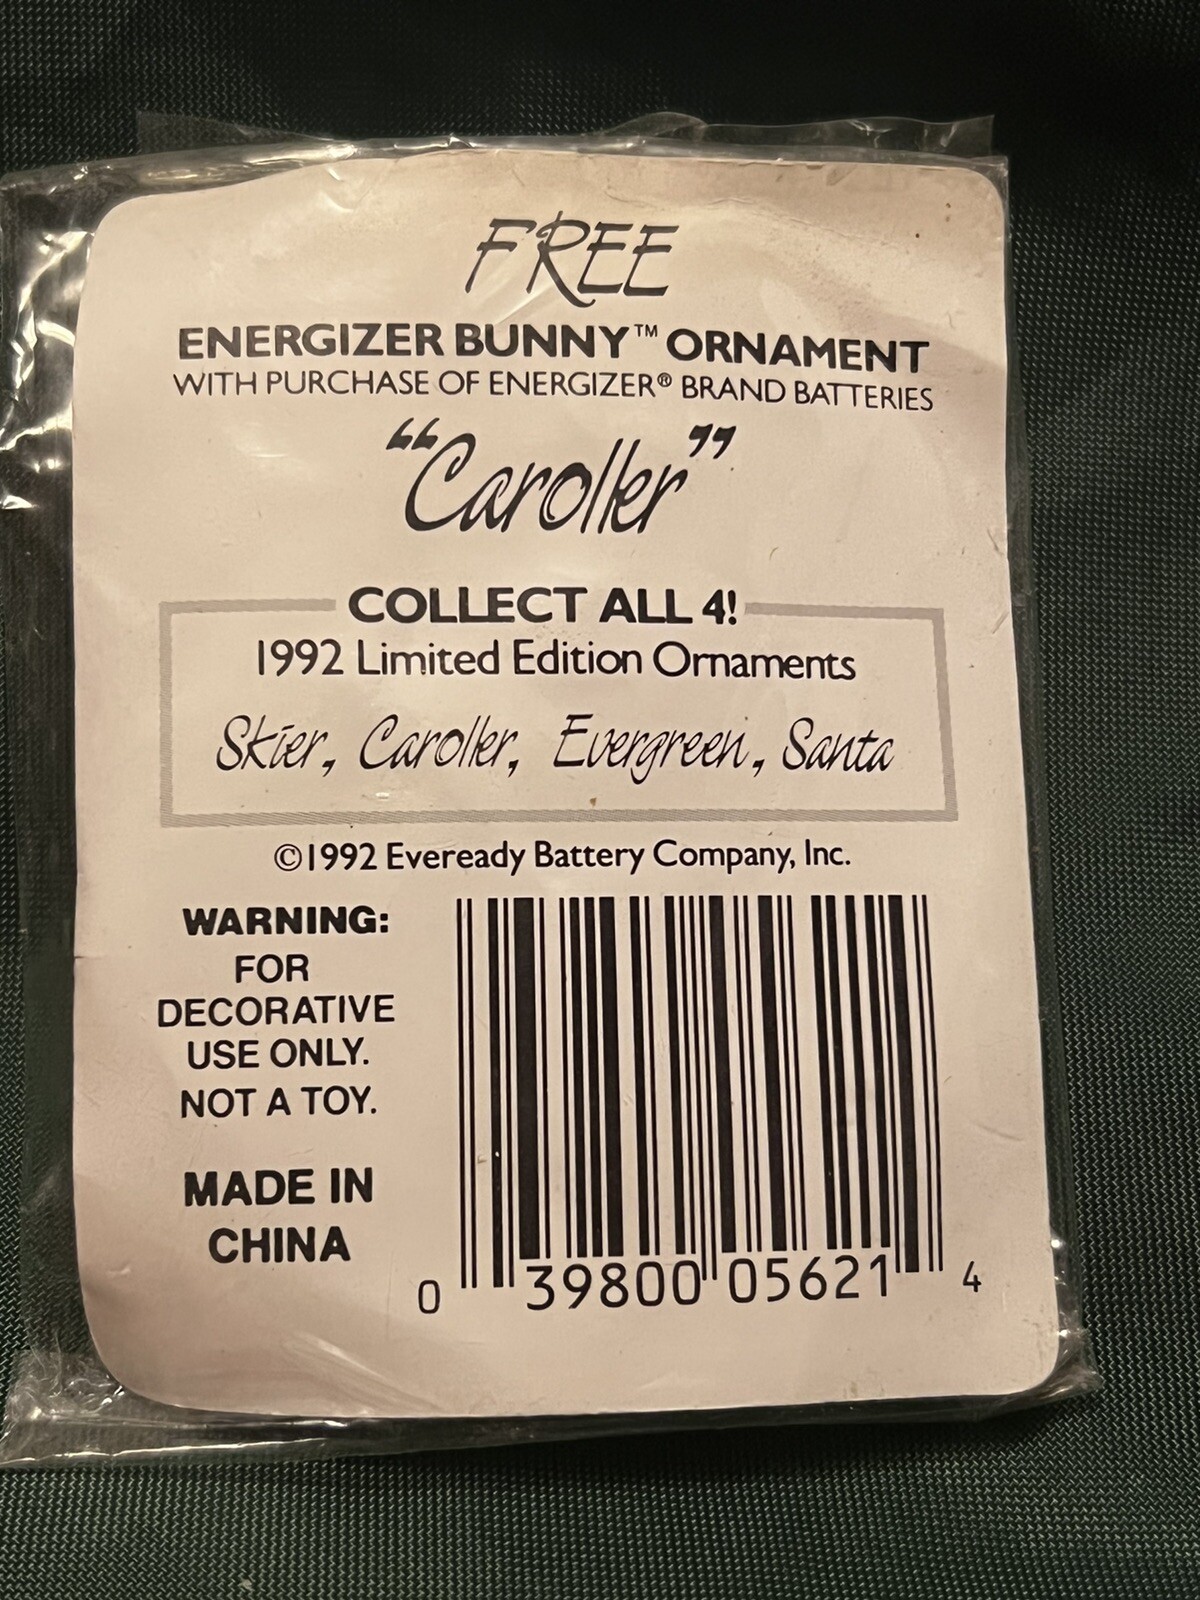 FREE
ENERGIZER BUNNY™ ORNAMENT
WITH PURCHASE OF ENERGIZER® BRAND BATTERIES
“Caroller”
COLLECT ALL 4!
1992 Limited Edition Ornaments
Skier, Caroller, Evergreen, Santa
©1992 Eveready Battery Company, Inc.
WARNING:
FOR
DECORATIVE
USE ONLY.
NOT A TOY.
MADE IN
CHINA
0 39800 05621 4